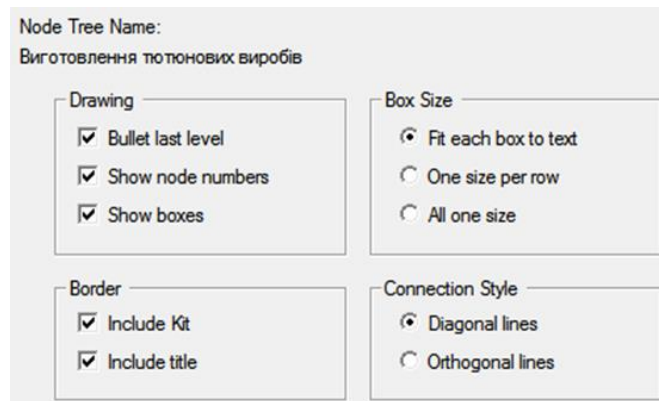 Node Tree Name:
Виготовлення тютюнових виробів
Drawing
Bullet last level
Show node numbers
Show boxes
Box Size
Fit each box to text
One size per row
All one size
Border
Include Kit
Include title
Connection Style
Diagonal lines
Orthogonal lines